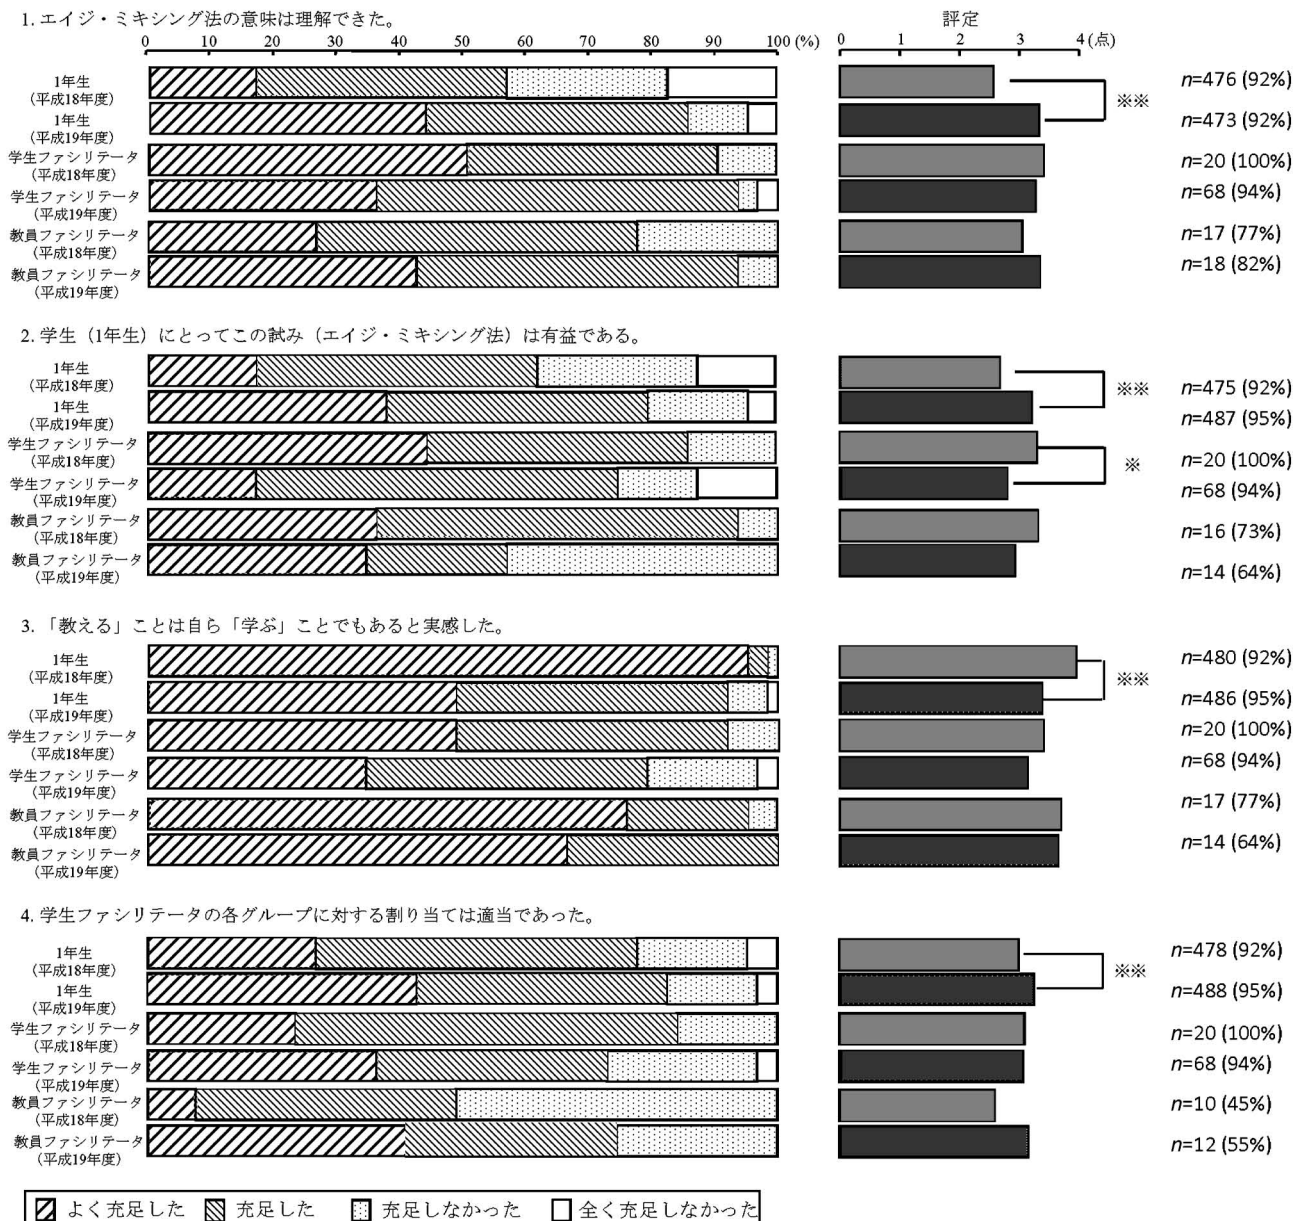 1. エイジ・ミキシング法の意味は理解できた。
評定
0 10 20 30 40 50 60 70 80 90 100 (%)
0 1 2 3 4 (点)
1年生
(平成18年度)
n=476 (92%)
※※
1年生
(平成19年度)
n=473 (92%)
学生ファシリテータ
(平成18年度)
n=20 (100%)
学生ファシリテータ
(平成19年度)
n=68 (94%)
教員ファシリテータ
(平成18年度)
n=17 (77%)
教員ファシリテータ
(平成19年度)
n=18 (82%)
2. 学生（1年生）にとってこの試み（エイジ・ミキシング法）は有益である。
1年生
(平成18年度)
n=475 (92%)
※※
1年生
(平成19年度)
n=487 (95%)
学生ファシリテータ
(平成18年度)
n=20 (100%)
※
学生ファシリテータ
(平成19年度)
n=68 (94%)
教員ファシリテータ
(平成18年度)
n=16 (73%)
教員ファシリテータ
(平成19年度)
n=14 (64%)
3. 「教える」ことは自ら「学ぶ」ことでもあると実感した。
1年生
(平成18年度)
n=480 (92%)
※※
1年生
(平成19年度)
n=486 (95%)
学生ファシリテータ
(平成18年度)
n=20 (100%)
学生ファシリテータ
(平成19年度)
n=68 (94%)
教員ファシリテータ
(平成18年度)
n=17 (77%)
教員ファシリテータ
(平成19年度)
n=14 (64%)
4. 学生ファシリテータの各グループに対する割り当ては適当であった。
1年生
(平成18年度)
n=478 (92%)
※※
1年生
(平成19年度)
n=488 (95%)
学生ファシリテータ
(平成18年度)
n=20 (100%)
学生ファシリテータ
(平成19年度)
n=68 (94%)
教員ファシリテータ
(平成18年度)
n=10 (45%)
教員ファシリテータ
(平成19年度)
n=12 (55%)
よく充足した 充足した 充足しなかった 全く充足しなかった